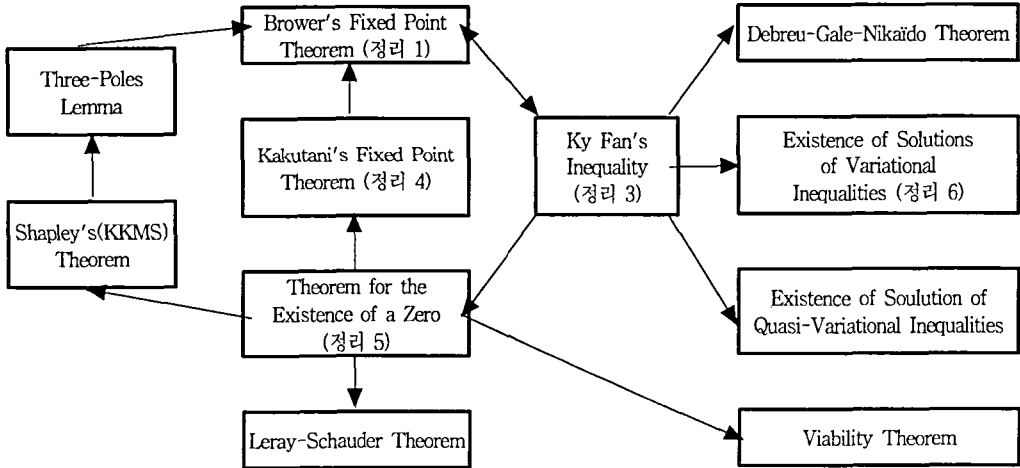 Brower's Fixed Point
Theorem (정리 1)
Debreu-Gale-Nikaïdo Theorem
Three-Poles
Lemma
Kakutani's Fixed Point
Theorem (정리 4)
Ky Fan's
Inequality
(정리 3)
Existence of Solutions
of Variational
Inequalities (정리 6)
Shapley's(KKMS)
Theorem
Theorem for the
Existence of a Zero
(정리 5)
Existence of Soulution of
Quasi-Variational Inequalities
Leray-Schauder Theorem
Viability Theorem